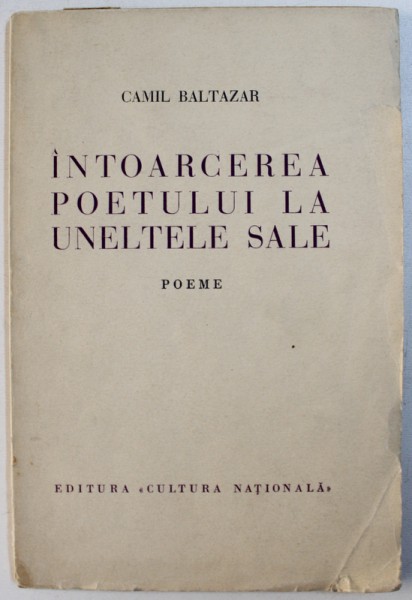 CAMIL BALTAZAR
ÎNTOARCEREA
POETULUI LA
UNELTELE SALE
POEME
EDITURA «CULTURA NAȚIONALĂ»